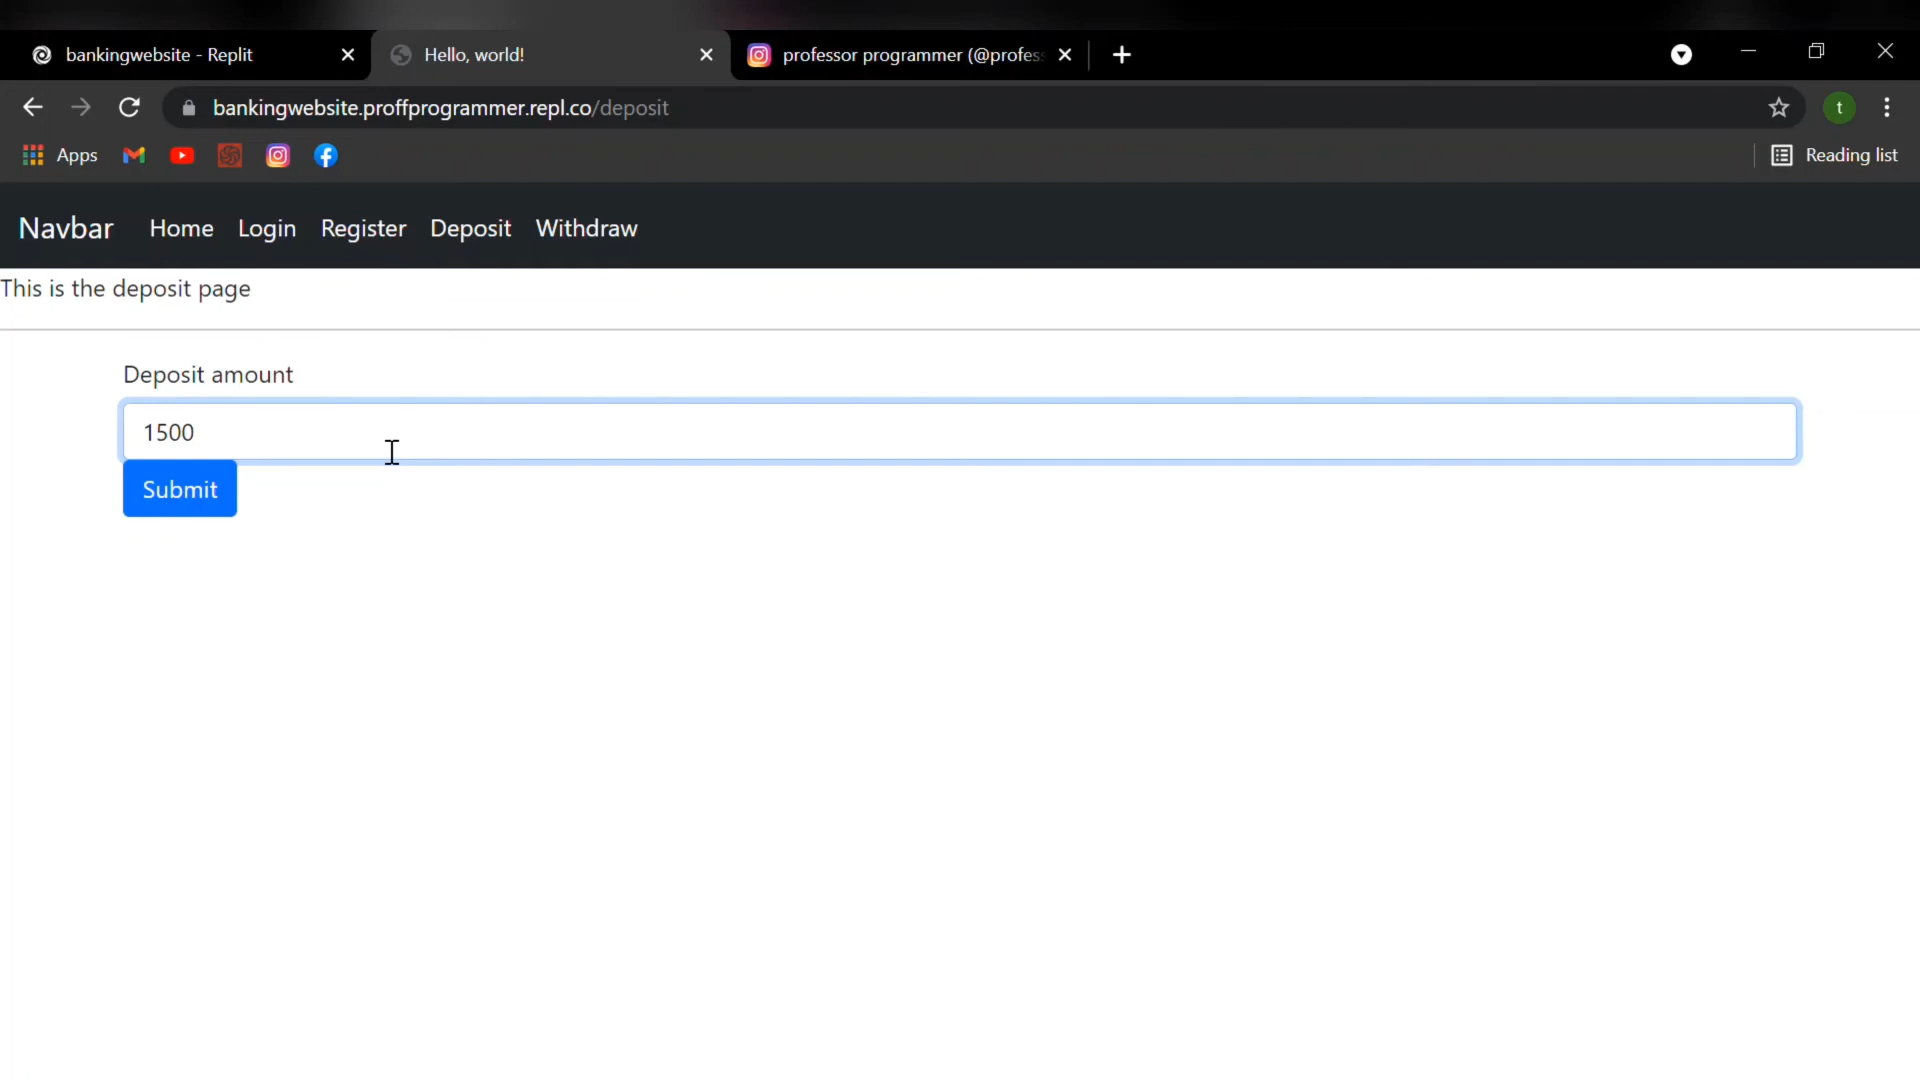 bankingwebsite - Replit
Hello, world!
professor programmer (@profes
bankingwebsite.proffprogrammer.repl.co/deposit
t
Apps
Reading list
Navbar Home Login Register Deposit Withdraw
This is the deposit page
Deposit amount
1500
Submit